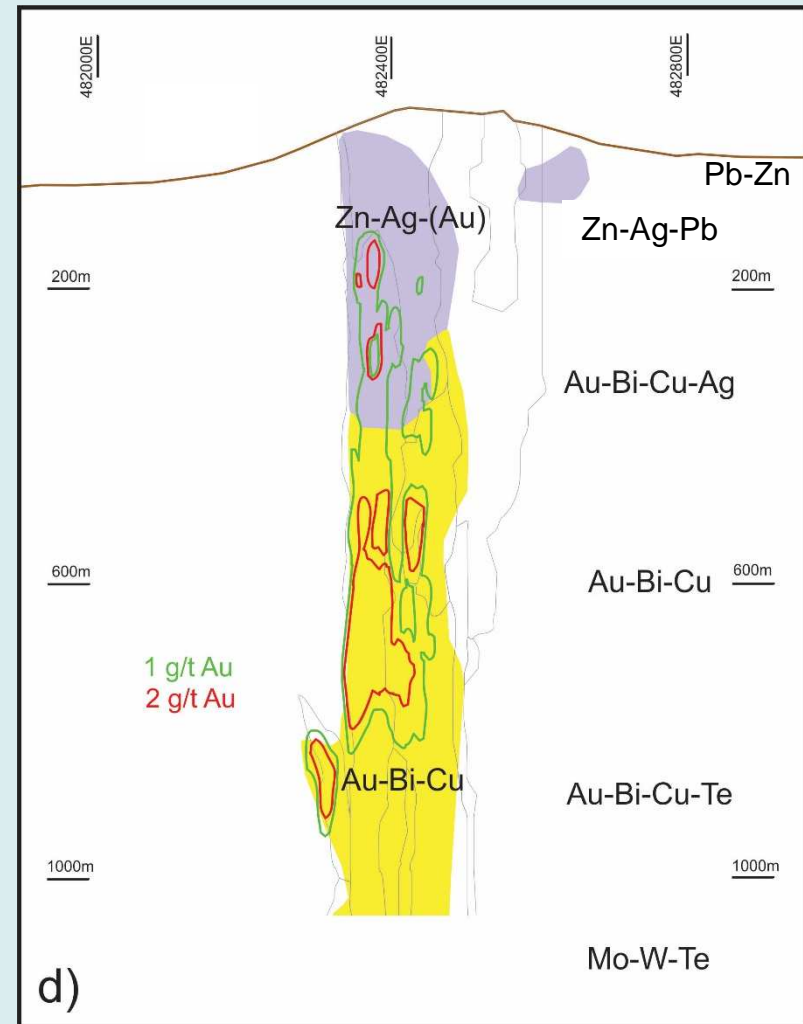 482000E
482400E
482800E
Pb-Zn
Zn-Ag-(Au)
Zn-Ag-Pb
200m
200m
Au-Bi-Cu-Ag
600m
Au-Bi-Cu
600m
1 g/t Au
2 g/t Au
Au-Bi-Cu
Au-Bi-Cu-Te
1000m
1000m
Mo-W-Te
d)